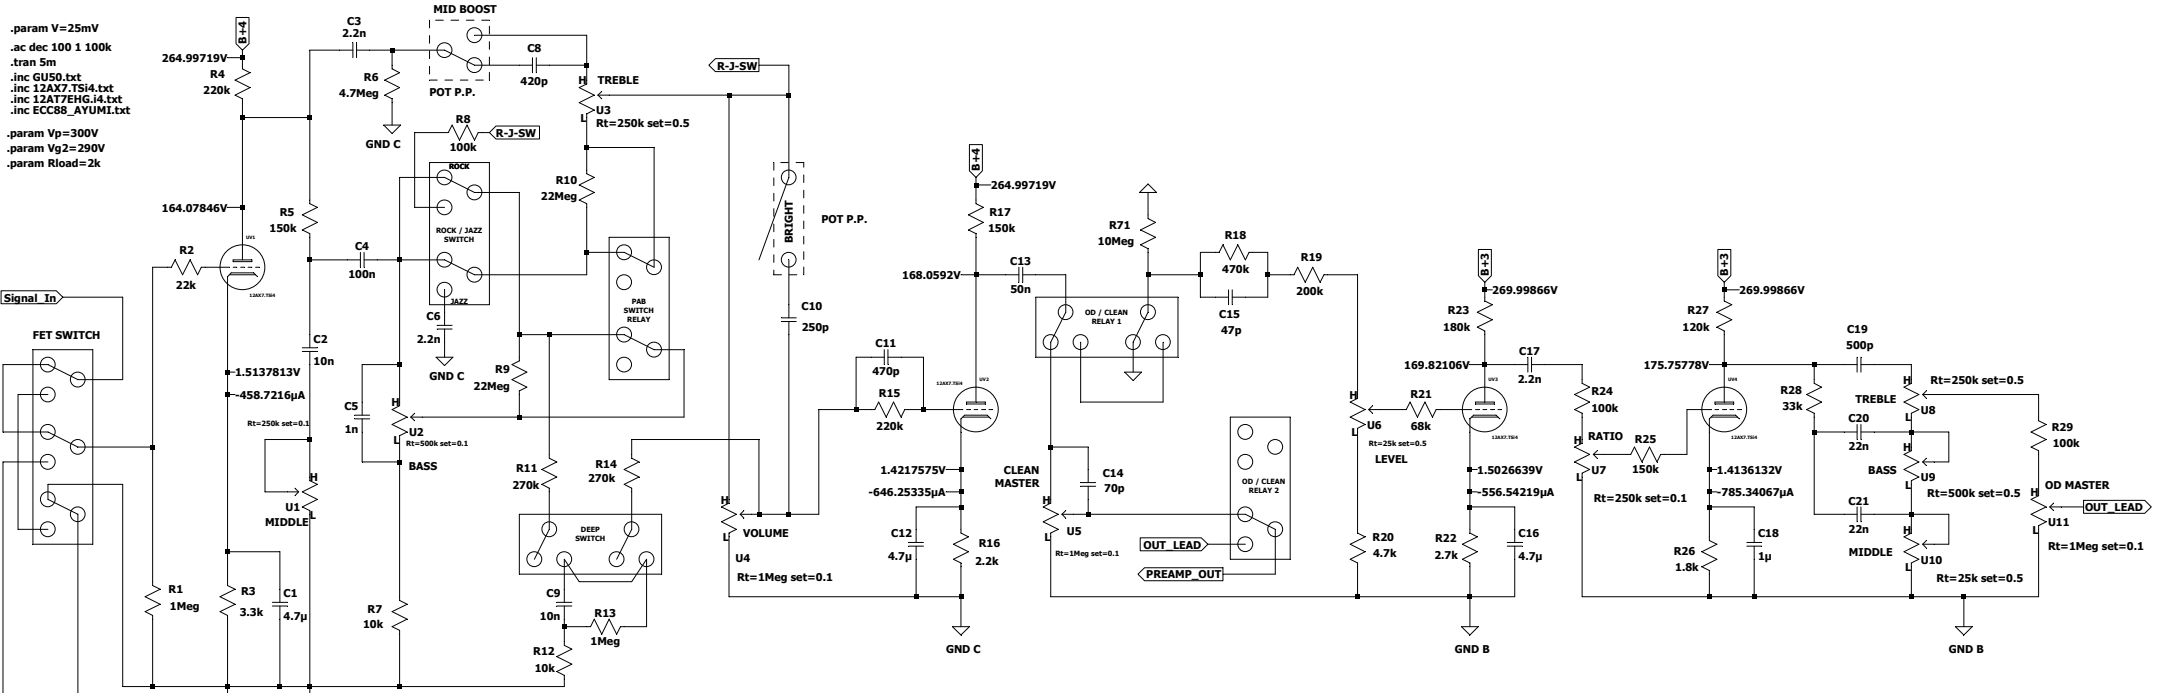 .param V=25mV
.ac dec 100 1 100k
.tran 5m
.inc GU50.txt
.inc 12AX7.TSi4.txt
.inc 12AT7EHG.i4.txt
.inc ECC88_AYUMI.txt
.param Vp=300V
.param Vg2=290V
.param Rload=2k
B+4
264.99719V
R4
220k
C3
2.2n
R6
4.7Meg
GND C
MID BOOST
POT P.P.
C8
420p
H
TREBLE
U3
L
Rt=250k set=0.5
R-J-SW
R8
100k
R-J-SW
ROCK
ROCK / JAZZ
SWITCH
JAZZ
R10
22Meg
164.07846V
R5
150k
R2
22k
UV1
12AX7.TSi4
C4
100n
Signal_In
FET SWITCH
C6
2.2n
GND C
PAB
SWITCH
RELAY
C2
10n
1.5137813V
-458.7216µA
R9
22Meg
C5
1n
H
U2
L
Rt=500k set=0.1
BASS
Rt=250k set=0.1
H
U1
L
MIDDLE
R11
270k
R14
270k
DEEP
SWITCH
C9
10n
R13
1Meg
R12
10k
R1
1Meg
R3
3.3k
C1
4.7µ
R7
10k
BRIGHT
POT P.P.
C10
250p
C11
470p
R15
220k
H
VOLUME
L
U4
Rt=1Meg set=0.1
B+4
264.99719V
R17
150k
168.0592V
C13
50n
12AX7.TSi4
UV2
1.4217575V
-646.25335µA
C12
4.7µ
R16
2.2k
GND C
R71
10Meg
OD / CLEAN
RELAY 1
R18
470k
C15
47p
R19
200k
CLEAN
MASTER
C14
70p
H
U5
L
Rt=1Meg set=0.1
OD / CLEAN
RELAY 2
OUT_LEAD
PREAMP_OUT
H
U6
L
Rt=25k set=0.5
LEVEL
R20
4.7k
R21
68k
B+3
269.99866V
R23
180k
169.82106V
C17
2.2n
UV3
12AX7.TSi4
1.5026639V
-556.54219µA
R22
2.7k
C16
4.7µ
GND B
R24
100k
H
RATIO
U7
L
Rt=250k set=0.1
R25
150k
B+3
269.99866V
R27
120k
175.75778V
UV4
12AX7.TSi4
1.4136132V
-785.34067µA
R26
1.8k
C18
1µ
C19
500p
R28
33k
H
Rt=250k set=0.5
TREBLE
U8
L
C20
22n
H
BASS
U9
L
Rt=500k set=0.5
C21
22n
H
MIDDLE
U10
L
Rt=25k set=0.5
R29
100k
OD MASTER
H
U11
L
OUT_LEAD
Rt=1Meg set=0.1
GND B